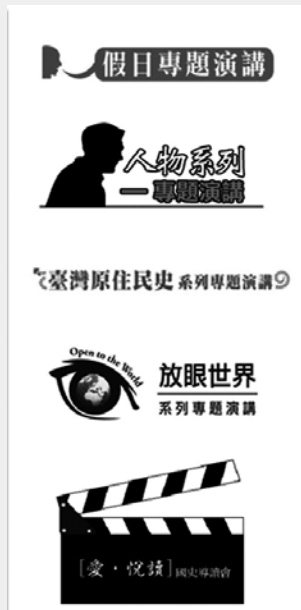 假日專題演講
人物系列
專題演講
臺灣原住民史 系列專題演講
Open to the World
放眼世界
系列專題演講
[愛・悅讀] 國史導讀會